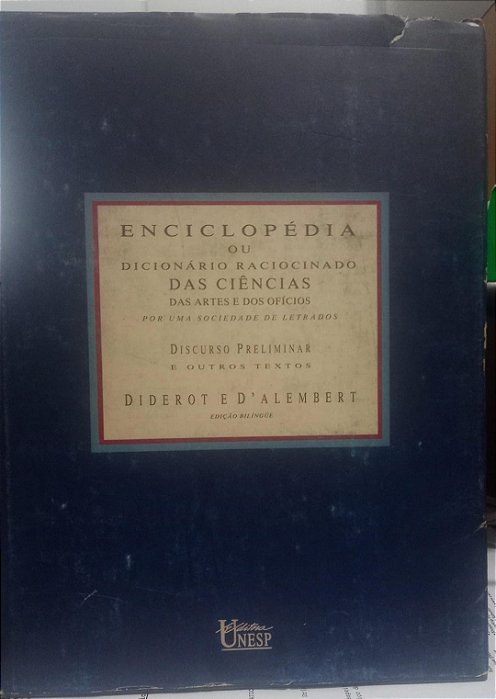 ENCICLOPÉDIA
OU
DICIONÁRIO RACIOCINADO
DAS CIÊNCIAS
DAS ARTES E DOS OFÍCIOS
POR UMA SOCIEDADE DE LETRADOS
DISCURSO PRELIMINAR
E OUTROS TEXTOS
DIDEROT E D'ALEMBERT
EDIÇÃO BILÍNGÜE
Editora
UNESP